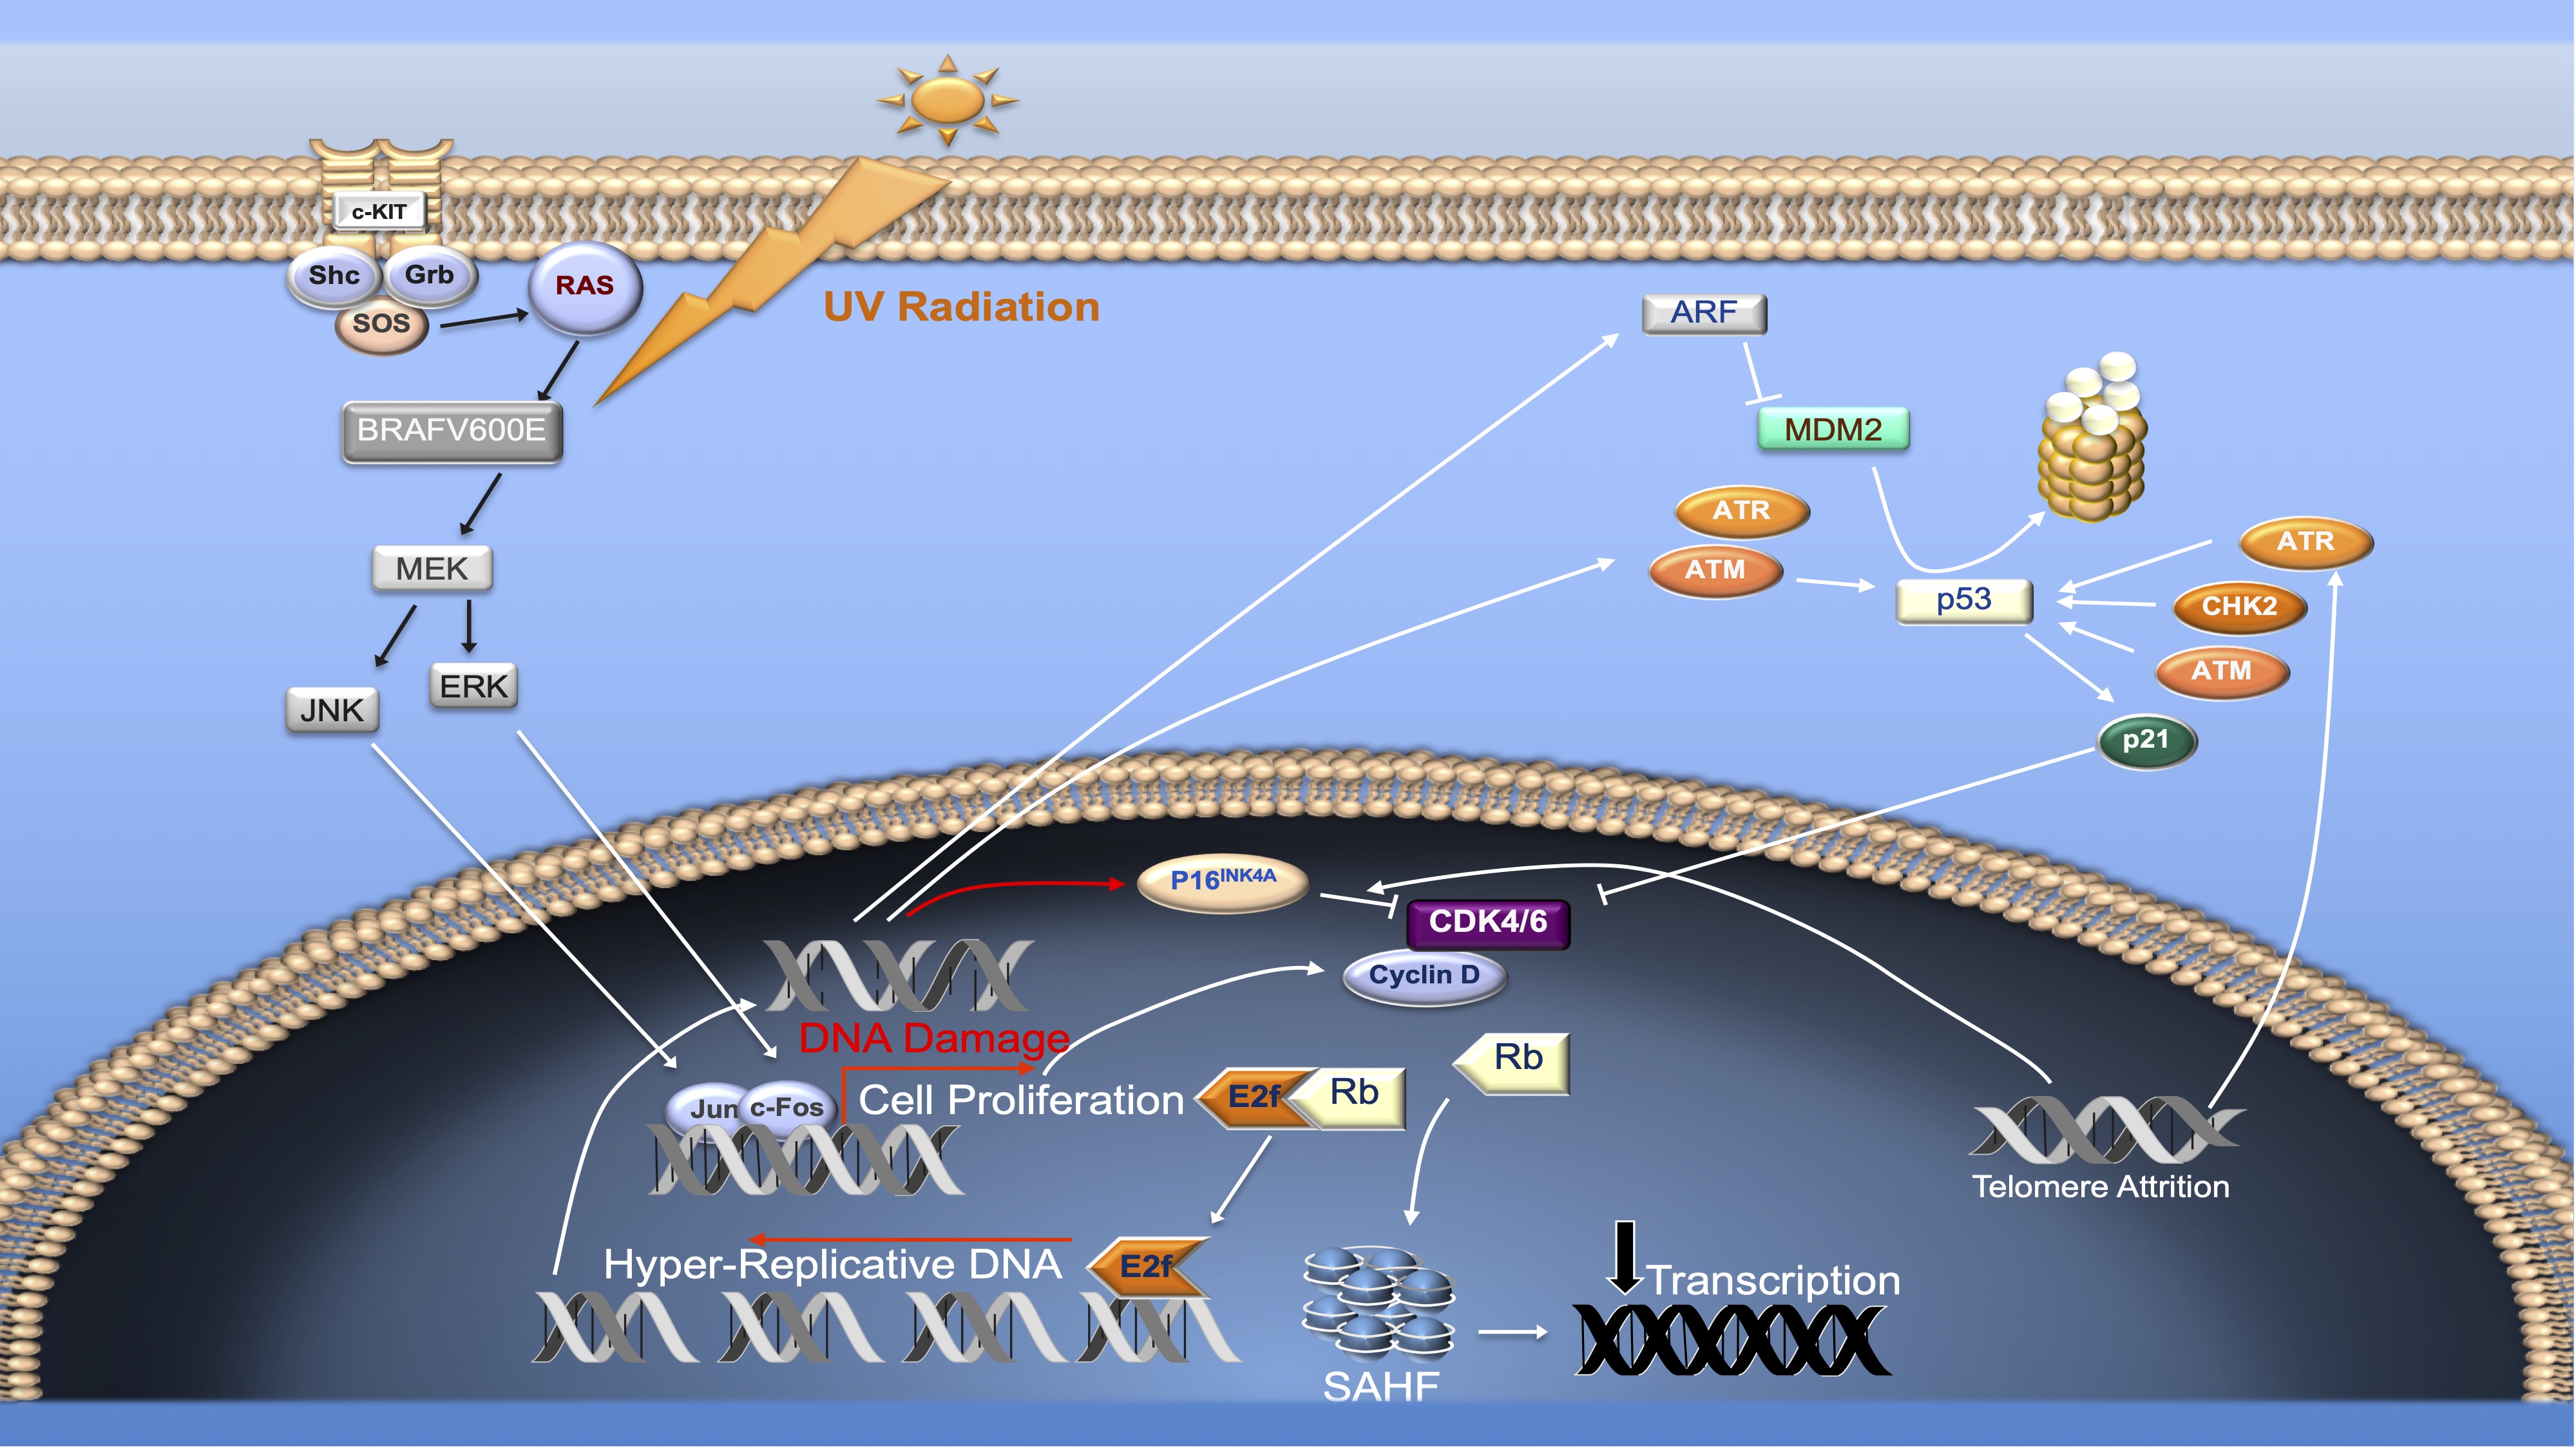 c-KIT
Shc
Grb
SOS
RAS
UV Radiation
BRAFV600E
MEK
JNK
ERK
ARF
MDM2
ATR
ATM
p53
ATR
CHK2
ATM
p21
P16INK4A
CDK4/6
Cyclin D
DNA Damage
Jun
c-Fos
Cell Proliferation
E2f
Rb
Rb
Telomere Attrition
Hyper-Replicative DNA
E2f
SAHF
Transcription